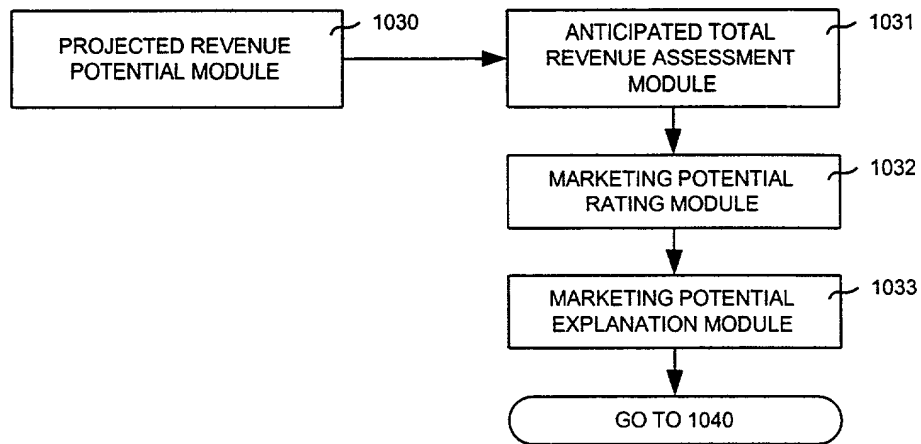 PROJECTED REVENUE
POTENTIAL MODULE
1030
ANTICIPATED TOTAL
REVENUE ASSESSMENT
MODULE
1031
MARKETING POTENTIAL
RATING MODULE
1032
MARKETING POTENTIAL
EXPLANATION MODULE
1033
GO TO 1040